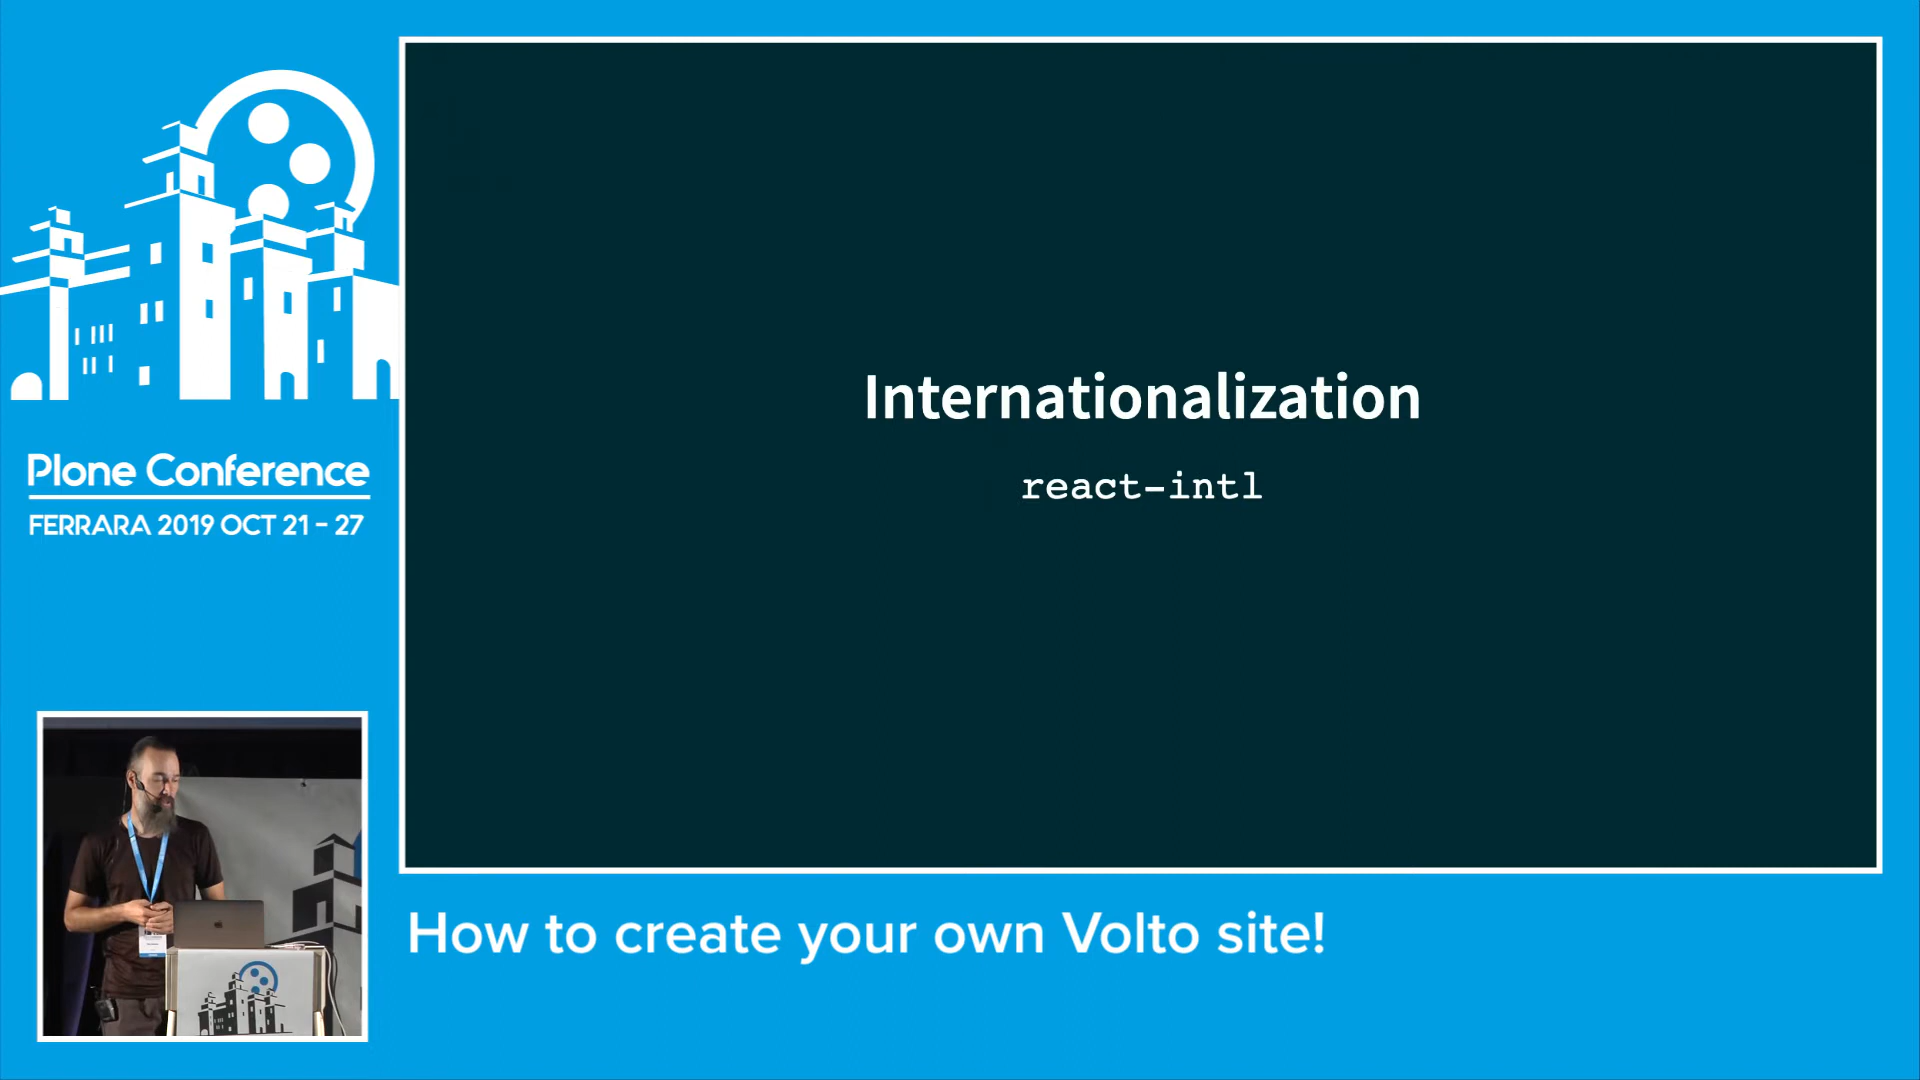 Plone Conference
FERRARA 2019 OCT 21 - 27
Internationalization
react-intl
How to create your own Volto site!